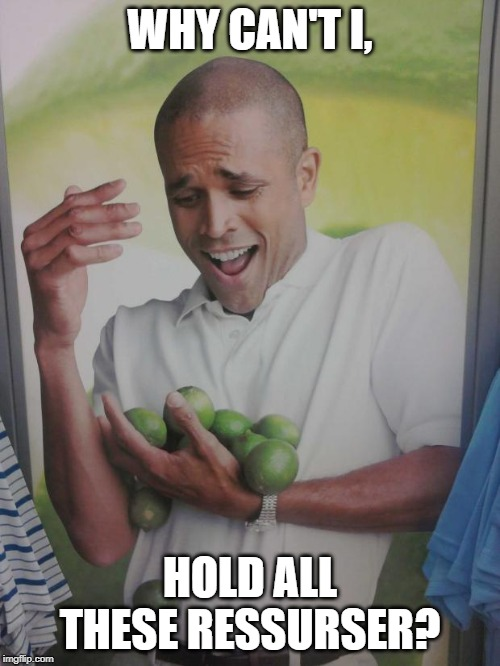 WHY CAN'T I,
HOLD ALL
THESE RESSURSER?
imgflip.com